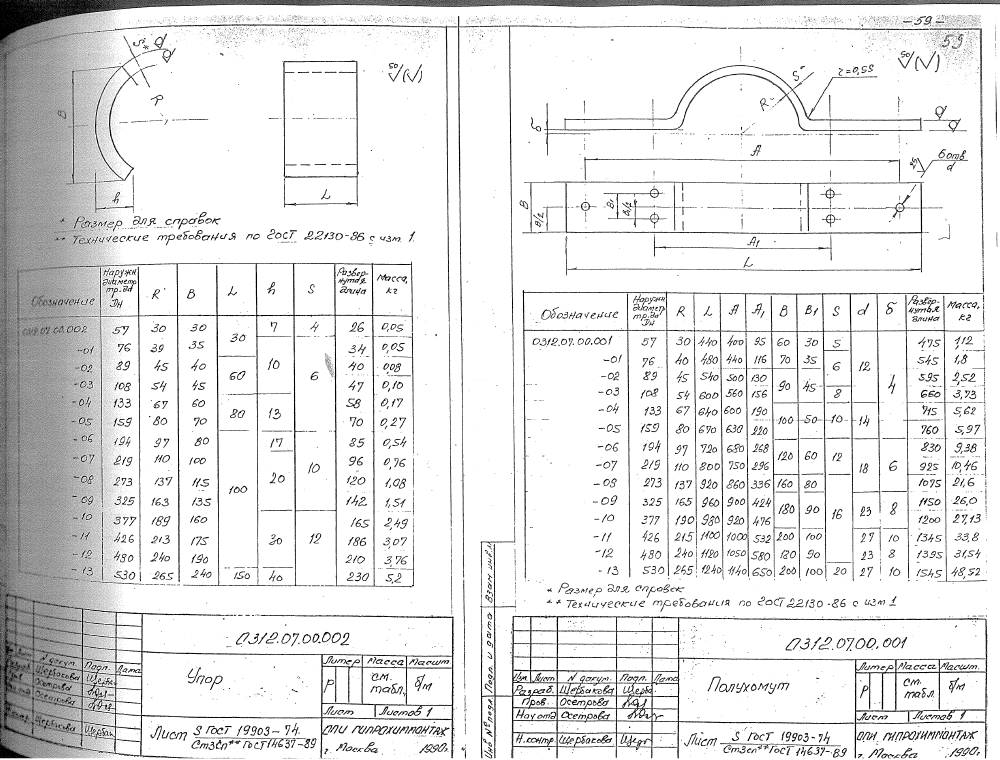 - 59 -
59
S* R B h L
50 √(√)
* Размер для справок
** Технические требования по ГОСТ 22130-86 с изм. 1.
Обозначение Наружн диаметр тр-да Dн R B L h S Развернутая длина Масса, кг
0312.07.00.002 57 30 30 30 7 4 26 0,05
-01 76 39 35 10 6 34 0,05
-02 89 45 40 60 40 0,08
-03 108 54 45 47 0,10
-04 133 67 60 80 13 58 0,17
-05 159 80 70 70 0,27
-06 194 97 80 100 17 10 85 0,54
-07 219 110 100 20 96 0,76
-08 273 137 115 120 1,08
-09 325 163 135 142 1,51
-10 377 189 160 30 12 165 2,49
-11 426 213 175 186 3,07
-12 480 240 190 210 3,76
-13 530 265 240 150 40 230 5,2
0312.07.00.002
N докум. Подп. Дата
Щербакова
Осетрова
Осетрова
Щербакова
Упор
Литер Масса Масшт.
Р см. табл. б/м
Лист Листов 1
Лист S ГОСТ 19903-74
Ст3сп** ГОСТ 14637-89
ОПИ ГИПРОХИММОНТАЖ
г. Москва 1990г.
50 √(√)
S* r=0,5S R
A 6 отв d
B B/2 B1 B1/2
A1
L
Обозначение Наружн диаметр тр-да Dн R L A A1 B B1 S d δ Развернутая длина Масса, кг
0312.07.00.001 57 30 440 400 95 60 30 5 12 4 475 1,12
-01 76 40 480 440 116 70 35 6 545 1,8
-02 89 45 540 500 130 90 45 595 2,52
-03 108 54 600 560 156 8 660 3,73
-04 133 67 640 600 190 100 50 10 14 715 5,62
-05 159 80 670 630 220 760 5,97
-06 194 97 720 680 268 120 60 12 18 6 830 9,38
-07 219 110 800 750 296 925 10,46
-08 273 137 920 860 336 160 80 16 1075 21,6
-09 325 165 960 900 424 180 90 23 8 1150 26,0
-10 377 190 980 920 476 1200 27,13
-11 426 215 1100 1000 532 200 100 27 10 1345 33,8
-12 480 240 1120 1050 580 180 90 23 8 1395 31,54
-13 530 265 1240 1140 650 200 100 20 27 10 1545 48,52
* Размер для справок
** Технические требования по ГОСТ 22130-86 с изм 1
Инв № подл. Подп. и дата Взам. инв. №
0312.07.00.001
Изм. Лист N докум. Подп. Дата
Разраб. Щербакова Щерба
Пров. Осетрова
Нач отд Осетрова
Н.контр. Щербакова
Полухомут
Литер Масса Масшт.
Р см. табл. б/м
Лист Листов 1
Лист S ГОСТ 19903-74
Ст3сп** ГОСТ 14637-89
ОПИ ГИПРОХИММОНТАЖ
г. Москва 1990г.